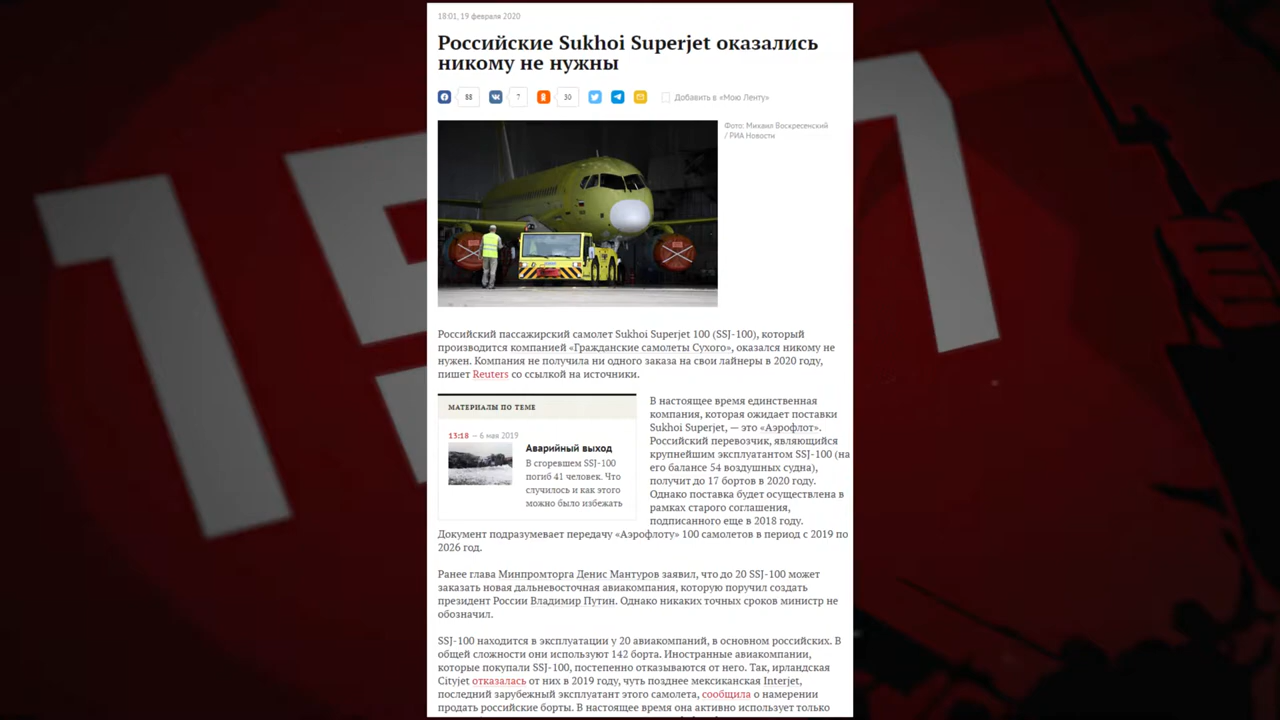 18:01, 19 февраля 2020
Российские Sukhoi Superjet оказались
никому не нужны
88
7
30
Добавить в «Мою Ленту»
Фото: Михаил Воскресенский
/ РИА Новости
Российский пассажирский самолет Sukhoi Superjet 100 (SSJ-100), который
производится компанией «Гражданские самолеты Сухого», оказался никому не
нужен. Компания не получила ни одного заказа на свои лайнеры в 2020 году,
пишет Reuters со ссылкой на источники.
МАТЕРИАЛЫ ПО ТЕМЕ
13:18 — 6 мая 2019
Аварийный выход
В сгоревшем SSJ-100
погиб 41 человек. Что
случилось и как этого
можно было избежать
В настоящее время единственная
компания, которая ожидает поставки
Sukhoi Superjet, — это «Аэрофлот».
Российский перевозчик, являющийся
крупнейшим эксплуатантом SSJ-100 (на
его балансе 54 воздушных судна),
получит до 17 бортов в 2020 году.
Однако поставка будет осуществлена в
рамках старого соглашения,
подписанного еще в 2018 году.
Документ подразумевает передачу «Аэрофлоту» 100 самолетов в период с 2019 по
2026 год.
Ранее глава Минпромторга Денис Мантуров заявил, что до 20 SSJ-100 может
заказать новая дальневосточная авиакомпания, которую поручил создать
президент России Владимир Путин. Однако никаких точных сроков министр не
обозначил.
SSJ-100 находится в эксплуатации у 20 авиакомпаний, в основном российских. В
общей сложности они используют 142 борта. Иностранные авиакомпании,
которые покупали SSJ-100, постепенно отказываются от него. Так, ирландская
Cityjet отказалась от них в 2019 году, чуть позднее мексиканская Interjet,
последний зарубежный эксплуатант этого самолета, сообщила о намерении
продать российские борты. В настоящее время она активно использует только